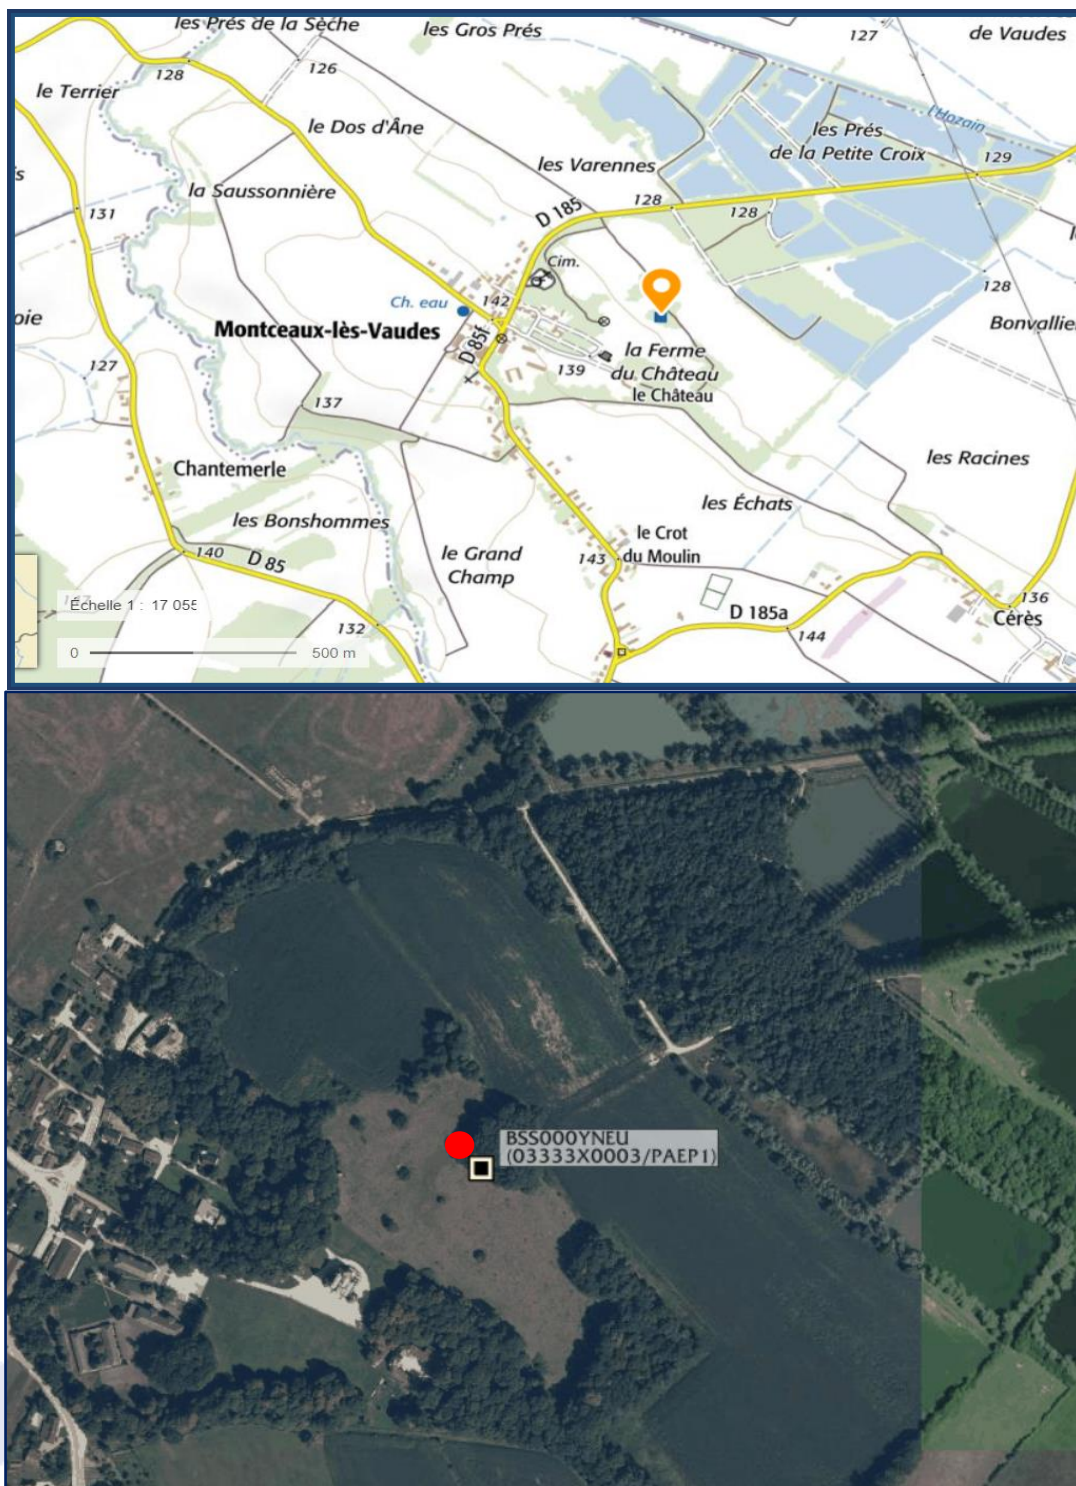 les Prés de la Sèche
les Gros Prés
127
de Vaudes
128
126
le Terrier
l'Hozain
le Dos d'Âne
les Prés
de la Petite Croix
129
les Varennes
la Saussonnière
128
128
131
D 185
Cim.
128
Ch. eau
142
oie
Bonvallie
Montceaux-lès-Vaudes
D 85f
la Ferme
du Château
139
127
le Château
137
Chantemerle
les Racines
les Échats
les Bonshommes
le Crot
du Moulin
le Grand
Champ
143
140
D 85
136
Échelle 1 : 17 055
D 185a
Cérès
132
144
0
500 m
BSS000YNEU
(03333X0003/PAEP1)